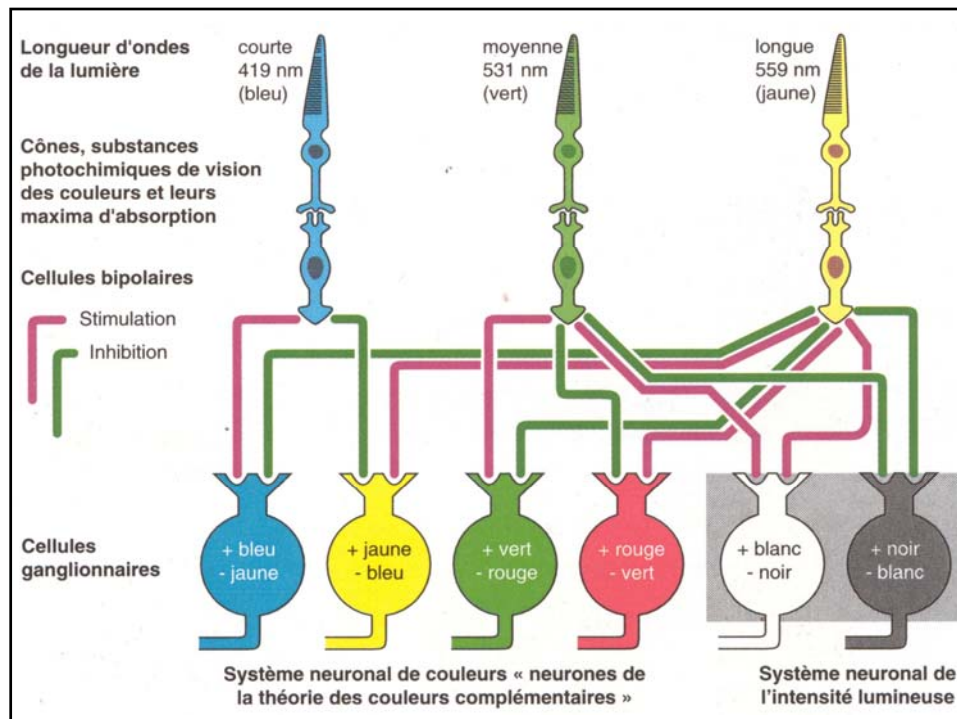 Longueur d'ondes
de la lumière
courte
419 nm
(bleu)
moyenne
531 nm
(vert)
longue
559 nm
(jaune)
Cônes, substances
photochimiques de vision
des couleurs et leurs
maxima d'absorption
Cellules bipolaires
Stimulation
Inhibition
Cellules
ganglionnaires
+ bleu
- jaune
+ jaune
- bleu
+ vert
- rouge
+ rouge
- vert
+ blanc
- noir
+ noir
- blanc
Système neuronal de couleurs « neurones de
la théorie des couleurs complémentaires »
Système neuronal de
l'intensité lumineuse